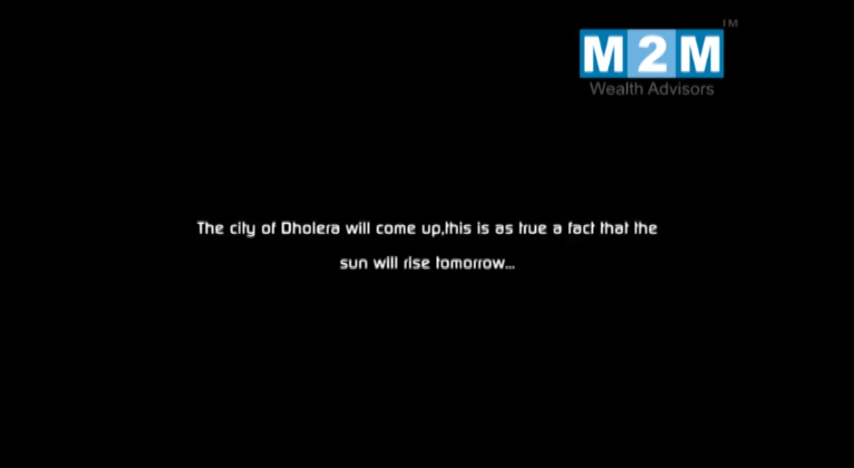 TM
M2M
Wealth Advisors
The city of Dholera will come up,this is as true a fact that the
sun will rise tomorrow...